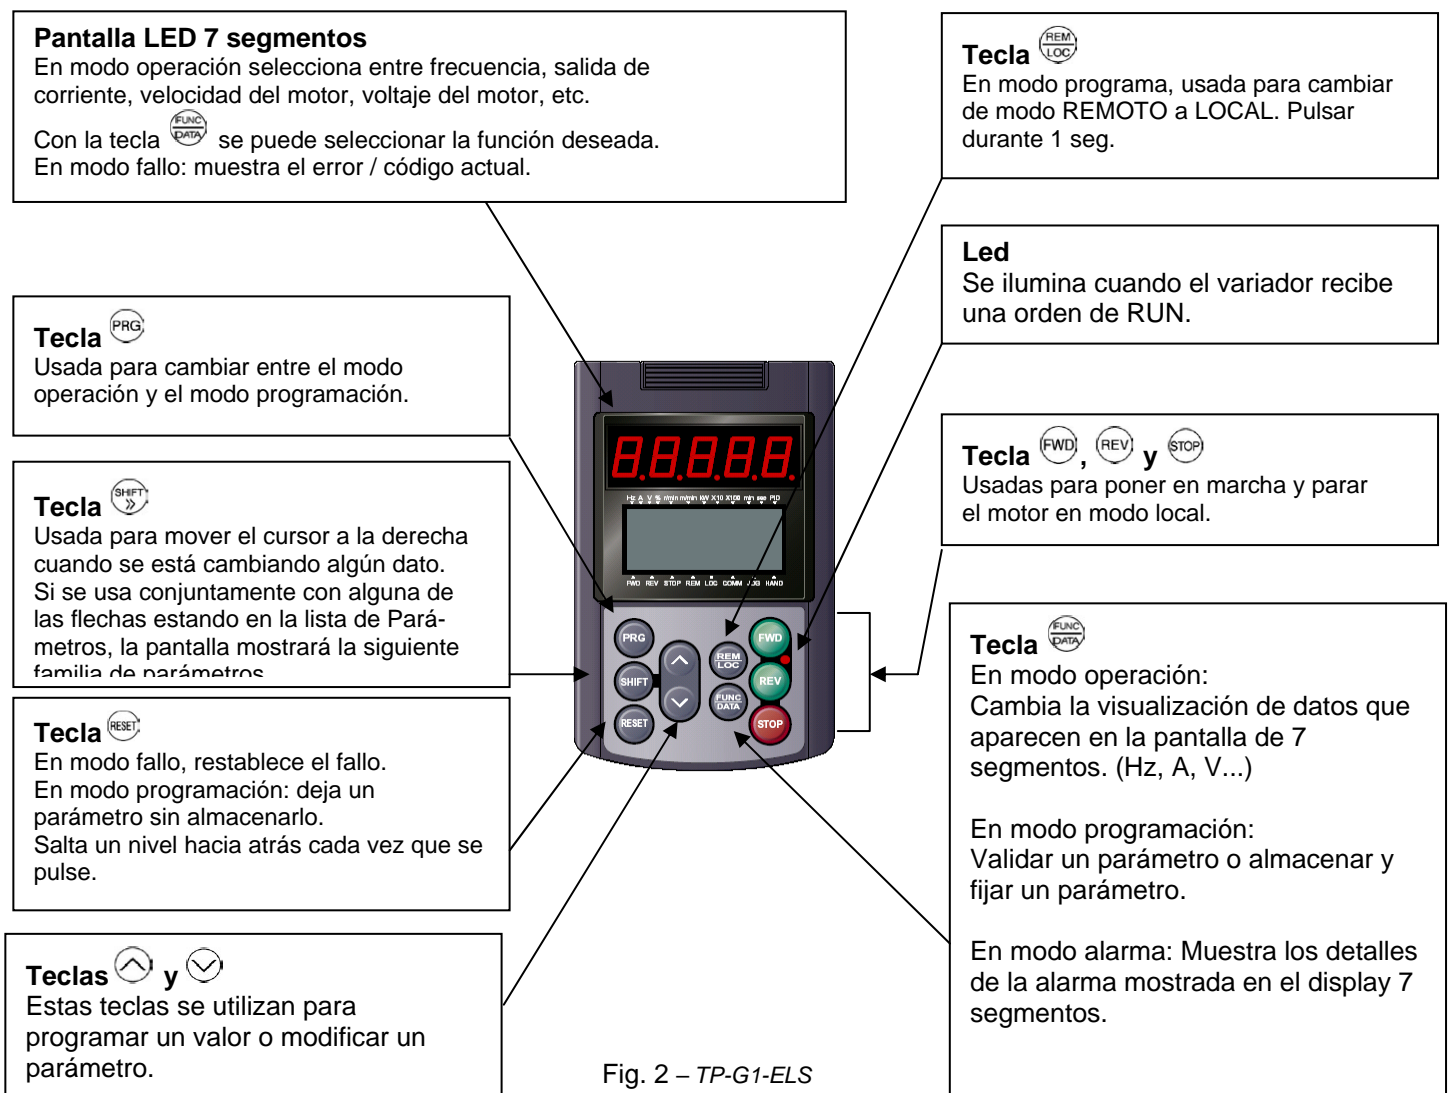 Pantalla LED 7 segmentos
En modo operación selecciona entre frecuencia, salida de
corriente, velocidad del motor, voltaje del motor, etc.
Con la tecla FUNC DATA se puede seleccionar la función deseada.
En modo fallo: muestra el error / código actual.
Tecla REM LOC
En modo programa, usada para cambiar
de modo REMOTO a LOCAL. Pulsar
durante 1 seg.
Led
Se ilumina cuando el variador recibe
una orden de RUN.
Tecla PRG
Usada para cambiar entre el modo
operación y el modo programación.
Tecla FWD, REV y STOP
Usadas para poner en marcha y parar
el motor en modo local.
Tecla SHIFT »
Usada para mover el cursor a la derecha
cuando se está cambiando algún dato.
Si se usa conjuntamente con alguna de
las flechas estando en la lista de Pará-
metros, la pantalla mostrará la siguiente
familia de parámetros
Tecla RESET
En modo fallo, restablece el fallo.
En modo programación: deja un
parámetro sin almacenarlo.
Salta un nivel hacia atrás cada vez que se
pulse.
Teclas y
Estas teclas se utilizan para
programar un valor o modificar un
parámetro.
Tecla FUNC DATA
En modo operación:
Cambia la visualización de datos que
aparecen en la pantalla de 7
segmentos. (Hz, A, V...)
En modo programación:
Validar un parámetro o almacenar y
fijar un parámetro.
En modo alarma: Muestra los detalles
de la alarma mostrada en el display 7
segmentos.
8.8.8.8.8.
Hz A V % r/min m/min kW X10 X100 min sec PID
FWD REV STOP REM LOC COMM JOG HAND
PRG
SHIFT
RESET
REM
LOC
FUNC
DATA
FWD
REV
STOP
Fig. 2 – TP-G1-ELS